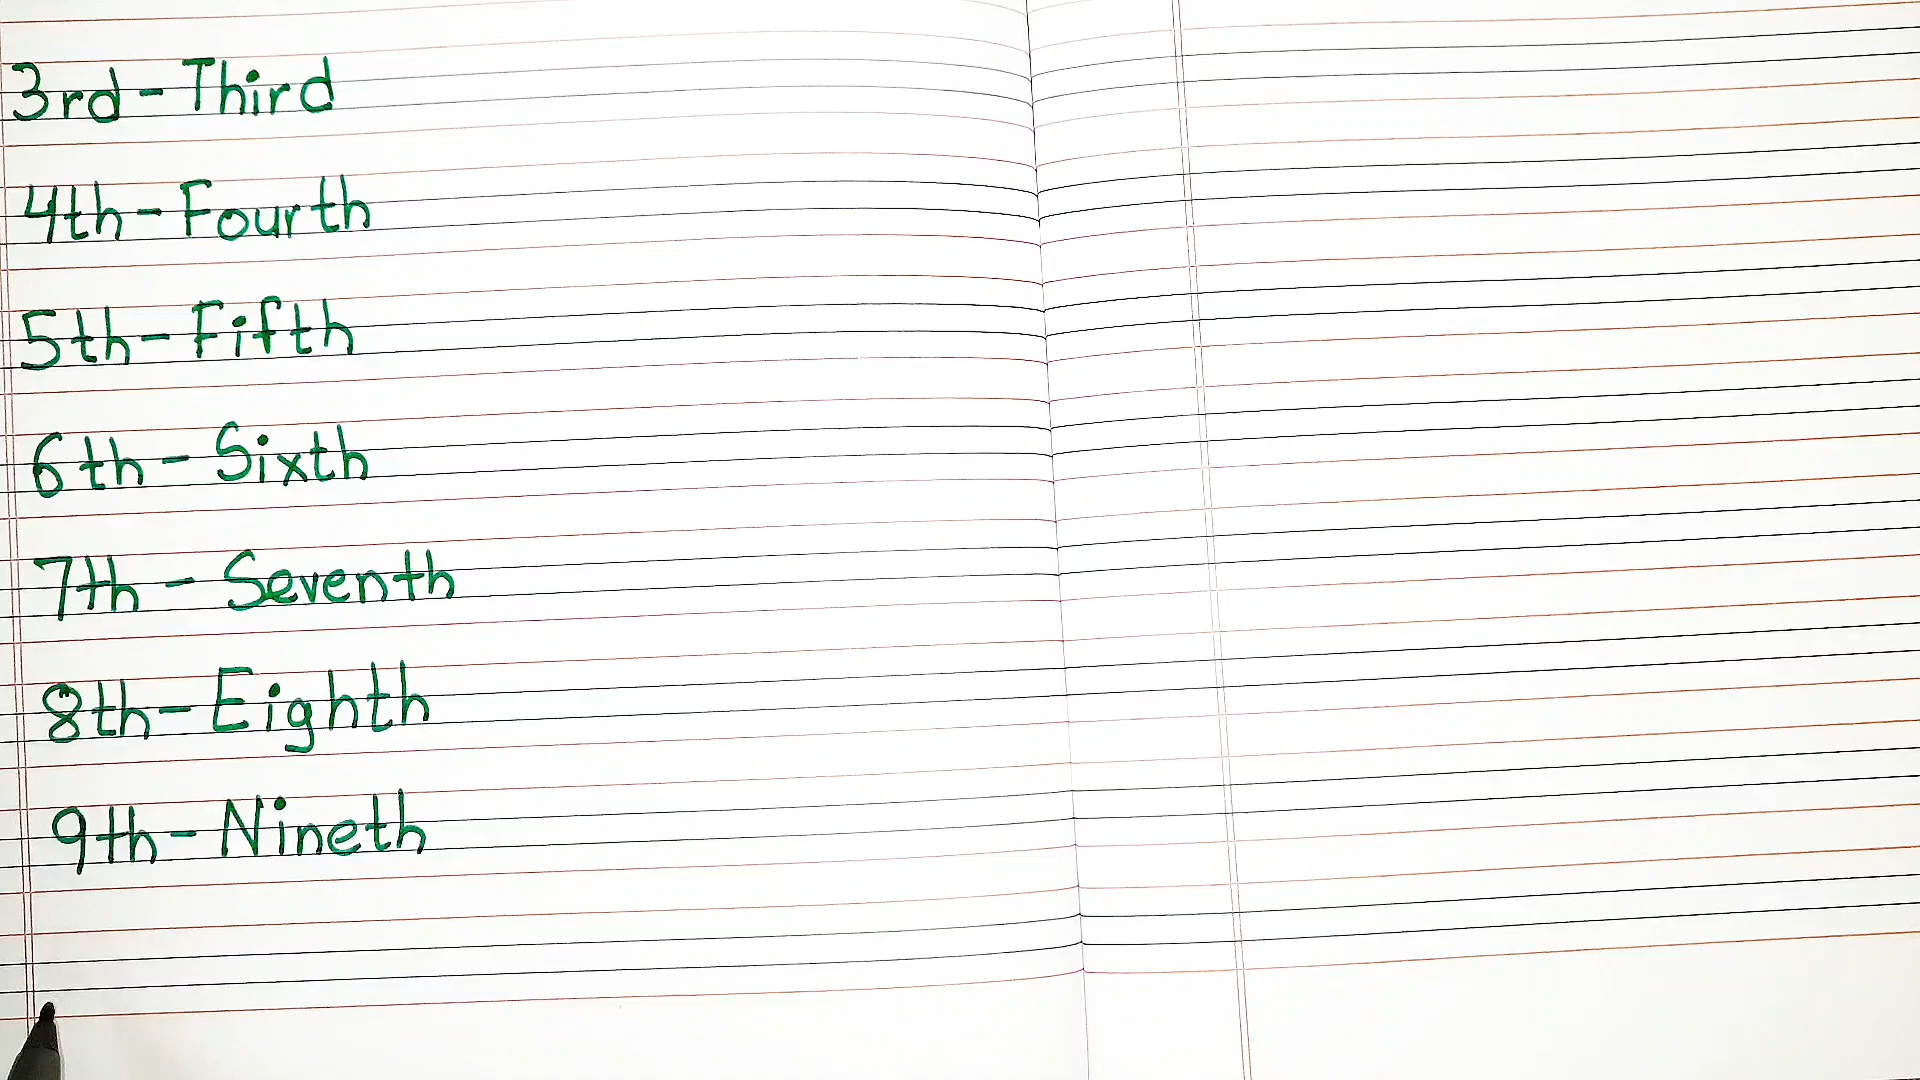 3rd - Third
4th - Fourth
5th - Fifth
6th - Sixth
7th - Seventh
8th - Eighth
9th - Nineth